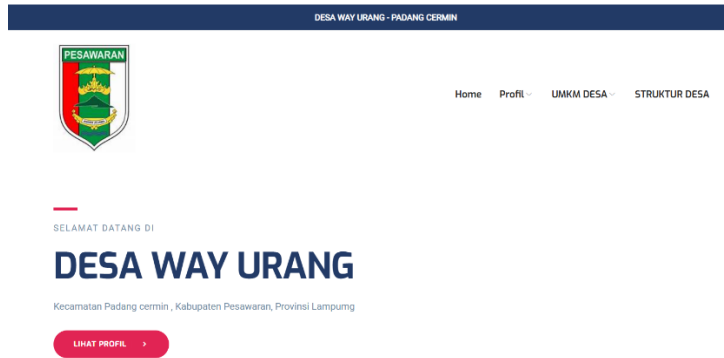 DESA WAY URANG - PADANG CERMIN
PESAWARAN
Home Profil UMKM DESA STRUKTUR DESA
SELAMAT DATANG DI
DESA WAY URANG
Kecamatan Padang cermin , Kabupaten Pesawaran, Provinsi Lampumg
LIHAT PROFIL >